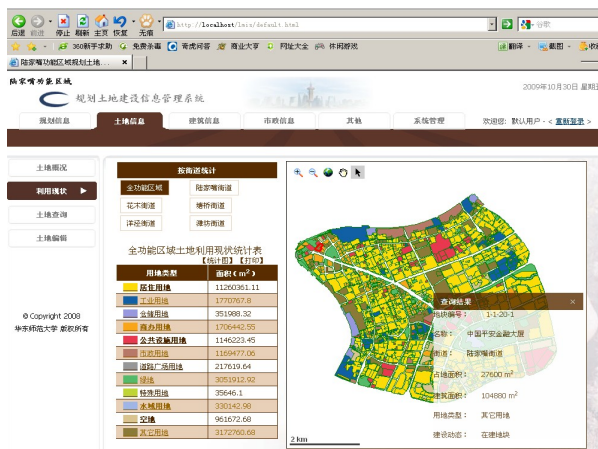 后退 前进 停止 刷新 主页 恢复 无痕
http://localhost/lscs/default.html
谷歌
360新手求助 免费杀毒 奇虎问答 商业大亨 网址大全 休闲游戏
翻译 截图
陆家嘴功能区域规划土地...
陆家嘴功能区域
规划土地建设信息管理系统
2009年10月30日 星期五
规划信息 土地信息 建筑信息 市政信息 其他 系统管理 欢迎您: 默认用户 - < 重新登录 >
土地概况
利用现状
土地查询
土地编辑
© Copyright 2008
华东师范大学 版权所有
按街道统计
全功能区域 陆家嘴街道
花木街道 塘桥街道
洋泾街道 潍坊街道
全功能区域土地利用现状统计表
【统计图】【打印】
用地类型 面积(m²)
居住用地 11260361.11
工业用地 1770767.8
仓储用地 351988.32
商办用地 1706442.55
公共设施用地 1146223.45
市政用地 1169477.06
道路广场用地 217619.64
绿地 3051912.92
特殊用地 35646.1
水域用地 330142.98
空地 961672.68
其它用地 3172760.68
查询结果 ×
地块编号: 1-1-20-1
名称: 中国平安金融大厦
街道: 陆家嘴街道
占地面积: 27600 m²
建筑面积: 104880 m²
用地类型: 其它用地
建设动态: 在建地块
2 km